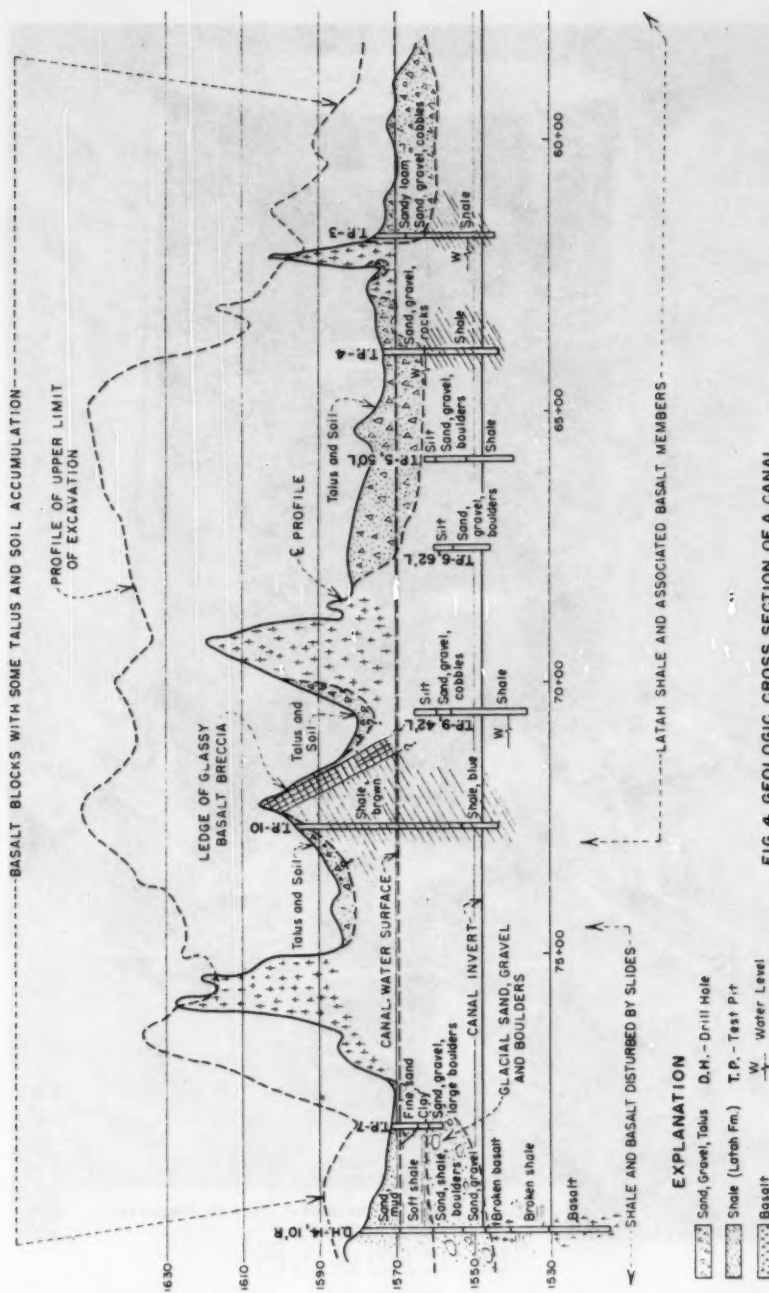 BASALT BLOCKS WITH SOME TALUS AND SOIL ACCUMULATION
PROFILE OF UPPER LIMIT
OF EXCAVATION
LEDGE OF GLASSY
BASALT BRECCIA
℄ PROFILE
Talus and Soil
Talus and
Soil
Talus and Soil
1630
1610
1590
1570
1550
1530
CANAL WATER SURFACE
CANAL INVERT
GLACIAL SAND, GRAVEL
AND BOULDERS
D.H.-14, 10'R
Sand,
mud
Soft shale
Sand, shale,
boulders
Sand, gravel
Broken basalt
Broken shale
Basalt
T.P.-7
Fine sand
Clay
Sand, gravel,
large boulders
T.P.-10
Shale
brown
Shale, blue
T.P.-9, 42'L
Silt
Sand, gravel,
cobbles
Shale
W
T.P.-6, 62'L
Silt
Sand,
gravel,
boulders
T.P.-5, 50'L
Silt
Sand, gravel,
boulders
Shale
T.P.-4
Sand, gravel,
rocks
Shale
W
T.P.-3
Sandy loam
Sand, gravel, cobbles
Shale
W
75+00
70+00
65+00
60+00
SHALE AND BASALT DISTURBED BY SLIDES
LATAH SHALE AND ASSOCIATED BASALT MEMBERS
EXPLANATION
Sand, Gravel, Talus D.H. - Drill Hole
Shale (Latah Fm.) T.P. - Test Pit
Basalt W Water Level
FIG. 4 GEOLOGIC CROSS SECTION OF A CANAL